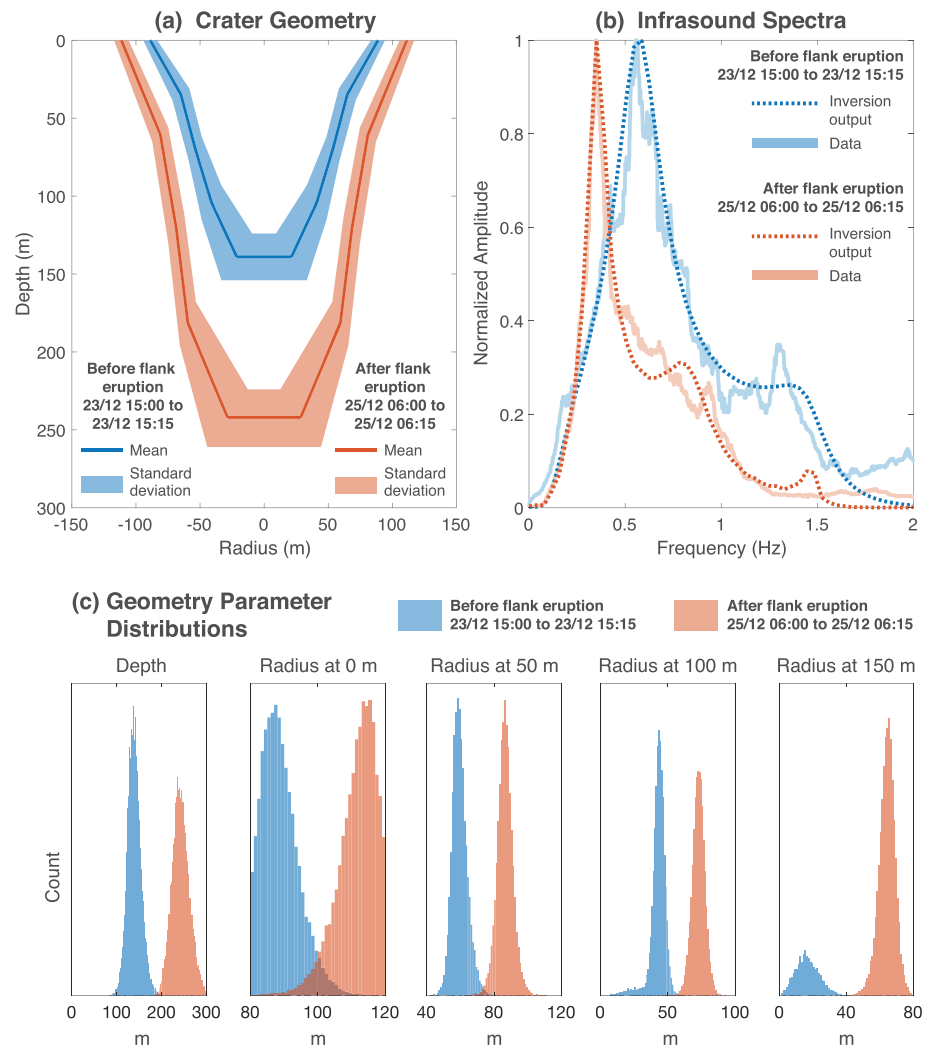 (a) Crater Geometry
0
50
100
150
200
250
300
Depth (m)
-150 -100 -50 0 50 100 150
Radius (m)
Before flank
eruption
23/12 15:00 to
23/12 15:15
Mean
Standard
deviation
After flank
eruption
25/12 06:00 to
25/12 06:15
Mean
Standard
deviation
(b) Infrasound Spectra
1
0.8
0.6
0.4
0.2
0
Normalized Amplitude
0 0.5 1 1.5 2
Frequency (Hz)
Before flank eruption
23/12 15:00 to 23/12 15:15
Inversion
output
Data
After flank eruption
25/12 06:00 to 25/12 06:15
Inversion
output
Data
(c) Geometry Parameter
Distributions
Before flank eruption
23/12 15:00 to 23/12 15:15
After flank eruption
25/12 06:00 to 25/12 06:15
Count
Depth
0 100 200 300
m
Radius at 0 m
80 100 120
m
Radius at 50 m
40 80 120
m
Radius at 100 m
0 50 100
m
Radius at 150 m
0 40 80
m